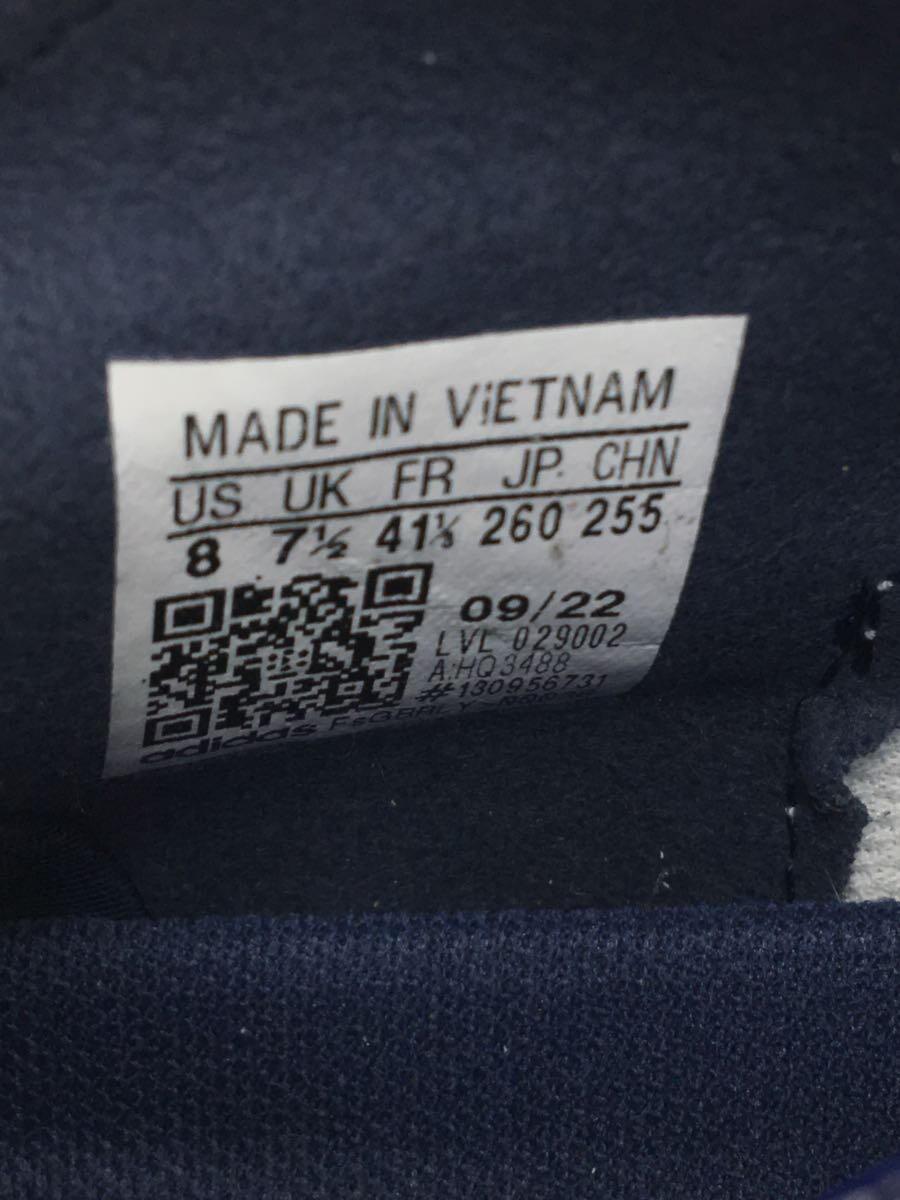 MADE IN ViETNAM
US UK FR JP CHN
8 7½ 41⅓ 260 255
09/22
LVL 029002
A:HQ3488
#130956731
adidas